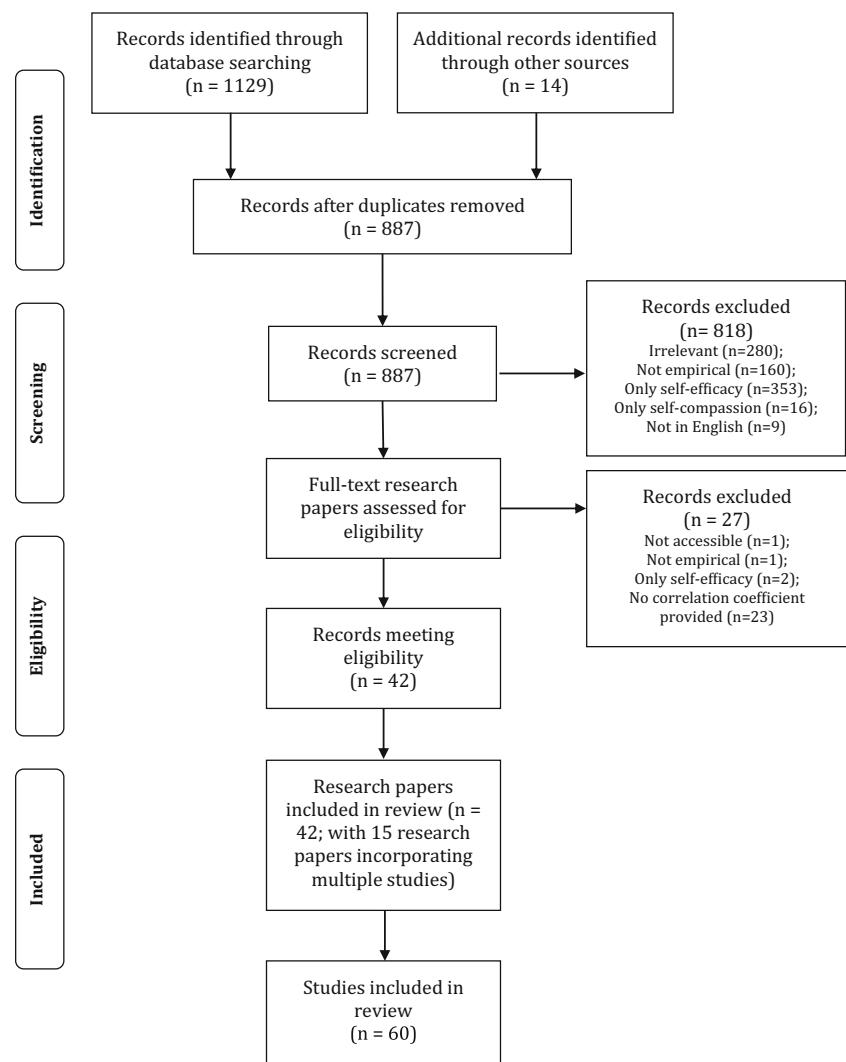 Records identified through
database searching
(n = 1129)
Additional records identified
through other sources
(n = 14)
Identification
Records after duplicates removed
(n = 887)
Screening
Records screened
(n = 887)
Records excluded
(n= 818)
Irrelevant (n=280);
Not empirical (n=160);
Only self-efficacy (n=353);
Only self-compassion (n=16);
Not in English (n=9)
Full-text research
papers assessed for
eligibility
Records excluded
(n = 27)
Not accessible (n=1);
Not empirical (n=1);
Only self-efficacy (n=2);
No correlation coefficient
provided (n=23)
Eligibility
Records meeting
eligibility
(n = 42)
Included
Research papers
included in review (n =
42; with 15 research
papers incorporating
multiple studies)
Studies included in
review
(n = 60)